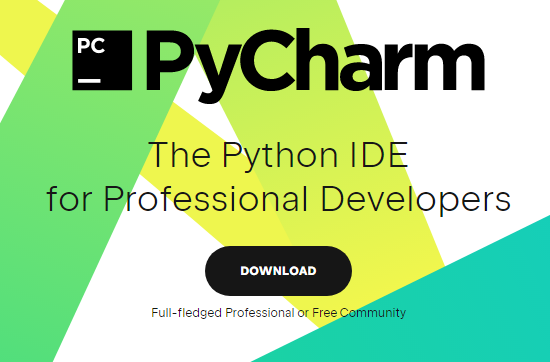 PC
PyCharm
The Python IDE
for Professional Developers
DOWNLOAD
Full-fledged Professional or Free Community